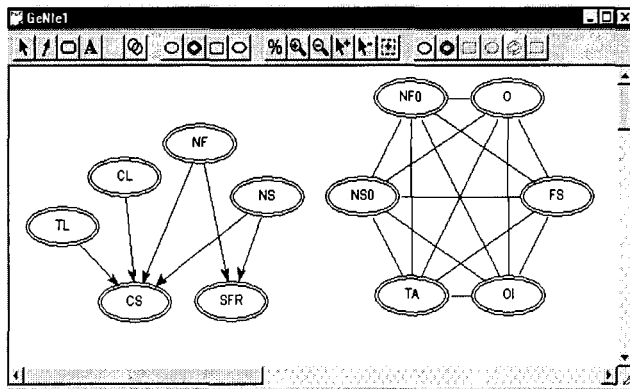 GeNIe1
A
%
NF0 O
NF
CL
NS NS0 FS
TL
CS SFR TA OI